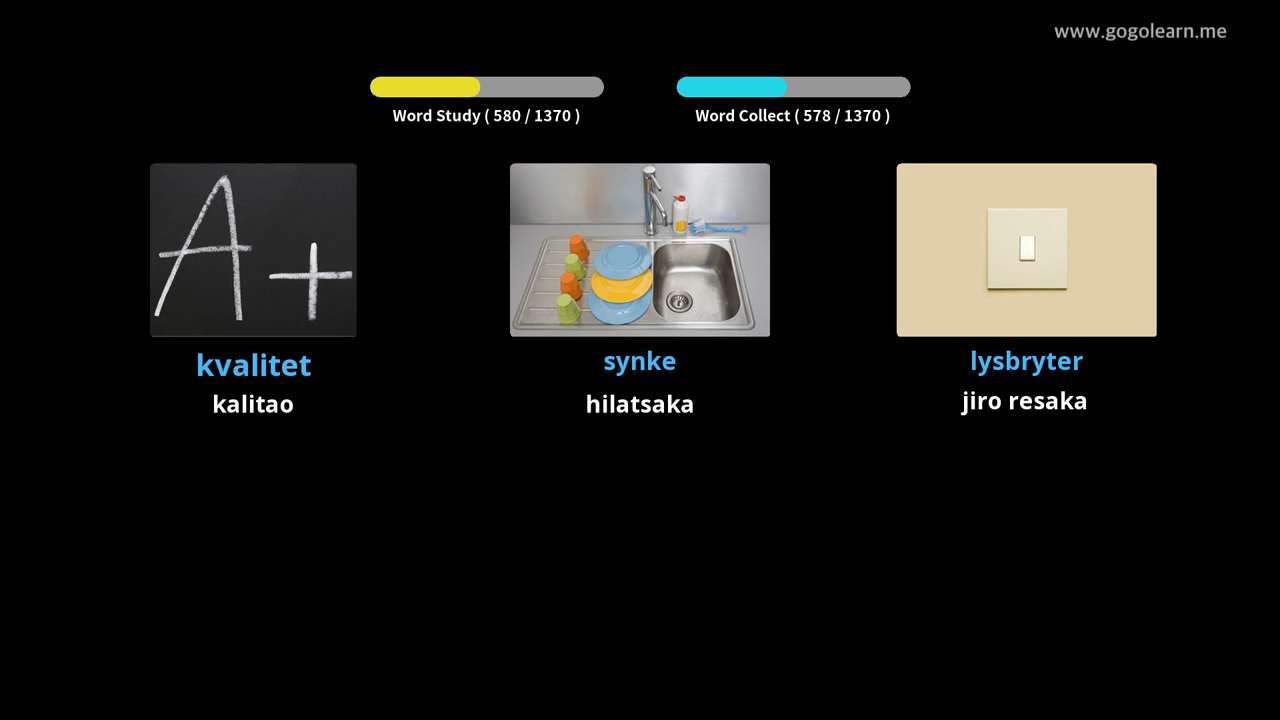 www.gogolearn.me
Word Study ( 580 / 1370 )
Word Collect ( 578 / 1370 )
A+
kvalitet
kalitao
synke
hilatsaka
lysbryter
jiro resaka